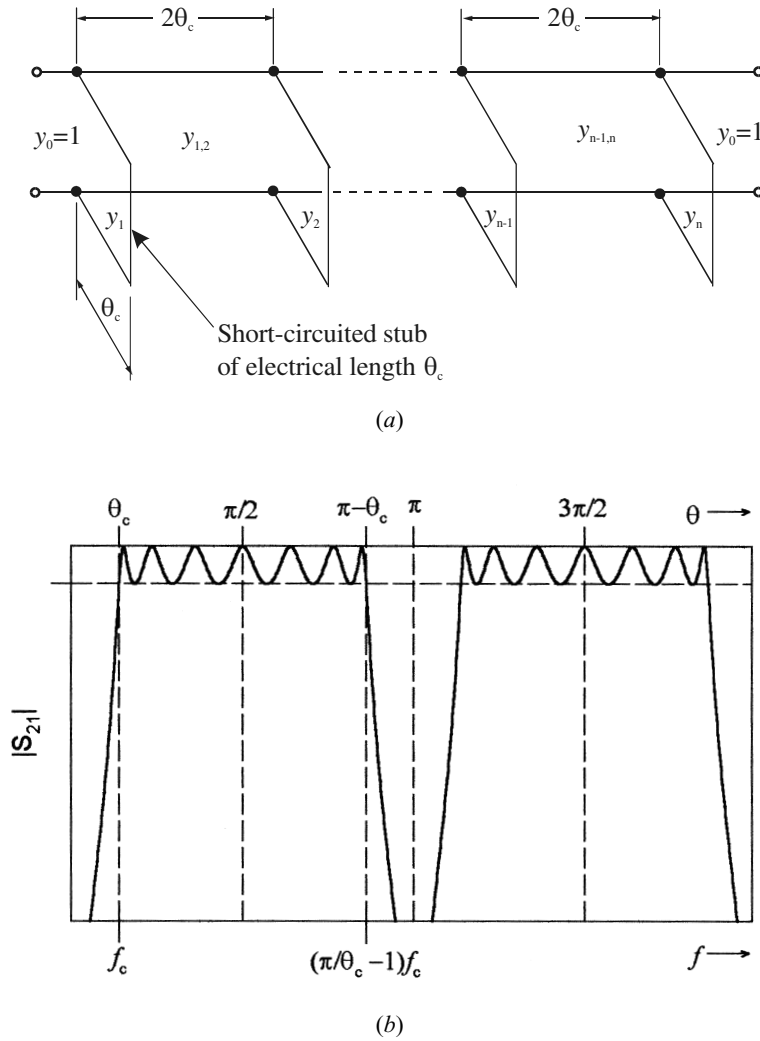 2θc 2θc
y0=1 y1,2 yn-1,n y0=1
y1 y2 yn-1 yn
θc
Short-circuited stub
of electrical length θc
(a)
θc π/2 π−θc π 3π/2 θ
|S21|
fc (π/θc −1)fc f
(b)